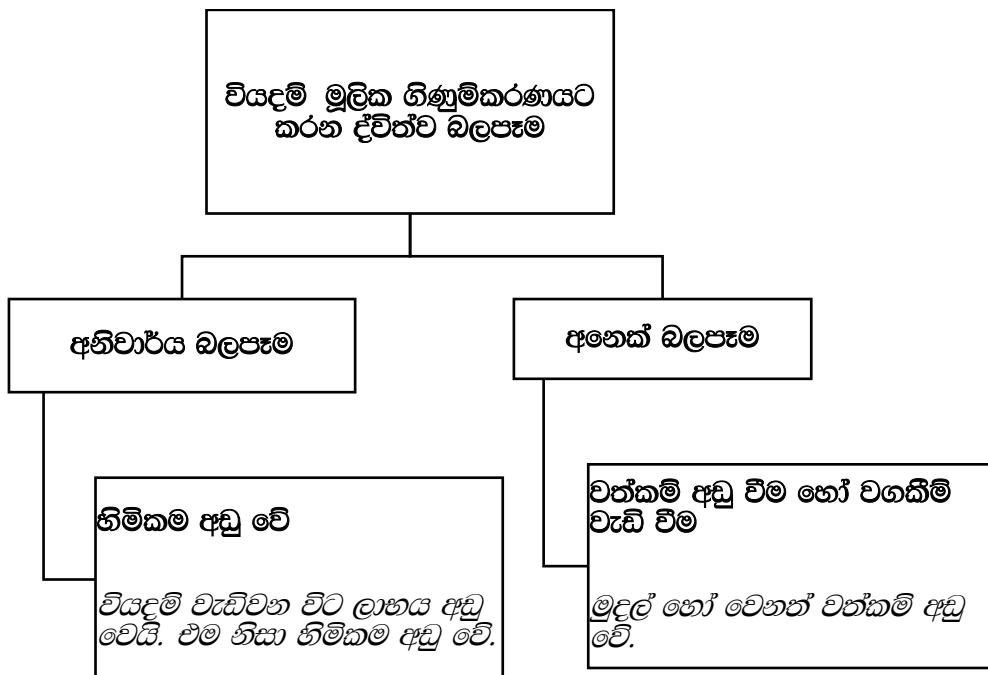 වියදම් මූලික ගිණුම්කරණයට
කරන ද්විත්ව බලපෑම
අනිවාර්ය බලපෑම
අනෙක් බලපෑම
හිමිකම අඩු වේ
වියදම් වැඩිවන විට ලාභය අඩු
වෙයි. එම නිසා හිමිකම අඩු වේ.
වත්කම් අඩු වීම හෝ වගකීම්
වැඩි වීම
මුදල් හෝ වෙනත් වත්කම් අඩු
වේ.